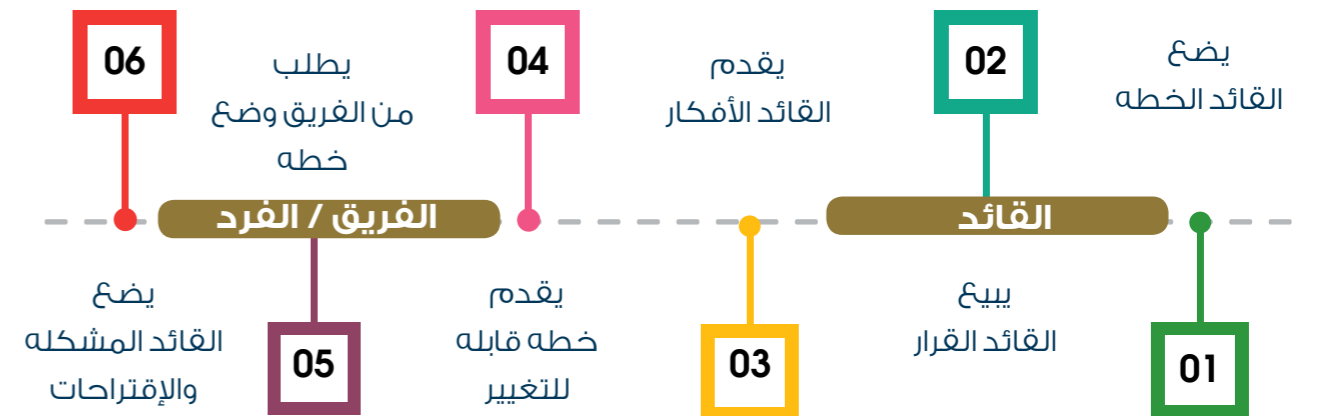 01
يضع
القائد الخطه
02
يبيع
القائد القرار
القائد
03
يقدم
القائد الأفكار
04
يقدم
خطه قابله
للتغيير
05
يطلب
من الفريق وضع
خطه
الفريق / الفرد
06
يضع
القائد المشكله
والإقتراحات